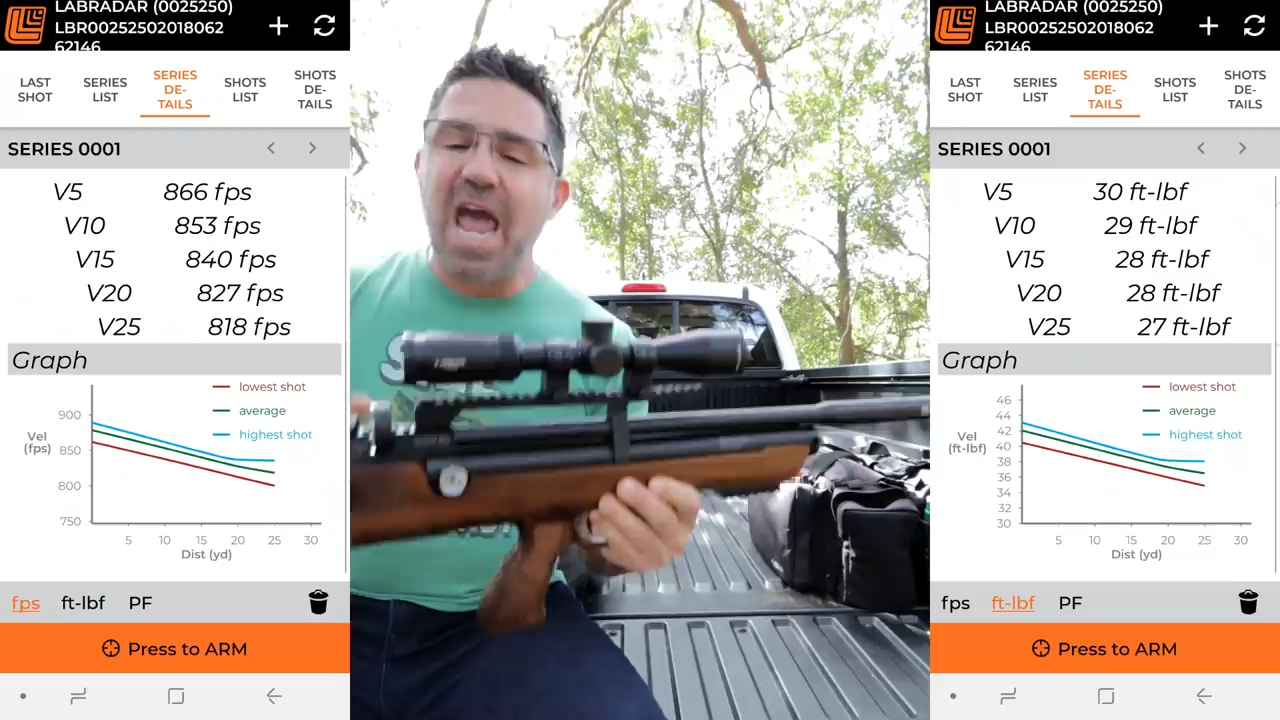 LABRADAR (0025250)
LBR00252502018062
62146
LAST SHOT
SERIES LIST
SERIES DE-TAILS
SHOTS LIST
SHOTS DE-TAILS
SERIES 0001
V5 866 fps
V10 853 fps
V15 840 fps
V20 827 fps
V25 818 fps
Graph
lowest shot
average
highest shot
Vel (fps)
900
850
800
750
5 10 15 20 25 30
Dist (yd)
fps ft-lbf PF
Press to ARM
LABRADAR (0025250)
LBR00252502018062
62146
LAST SHOT
SERIES LIST
SERIES DE-TAILS
SHOTS LIST
SHOTS DE-TAILS
SERIES 0001
V5 30 ft-lbf
V10 29 ft-lbf
V15 28 ft-lbf
V20 28 ft-lbf
V25 27 ft-lbf
Graph
lowest shot
average
highest shot
Vel (ft-lbf)
46
44
42
40
38
36
34
32
30
5 10 15 20 25 30
Dist (yd)
fps ft-lbf PF
Press to ARM